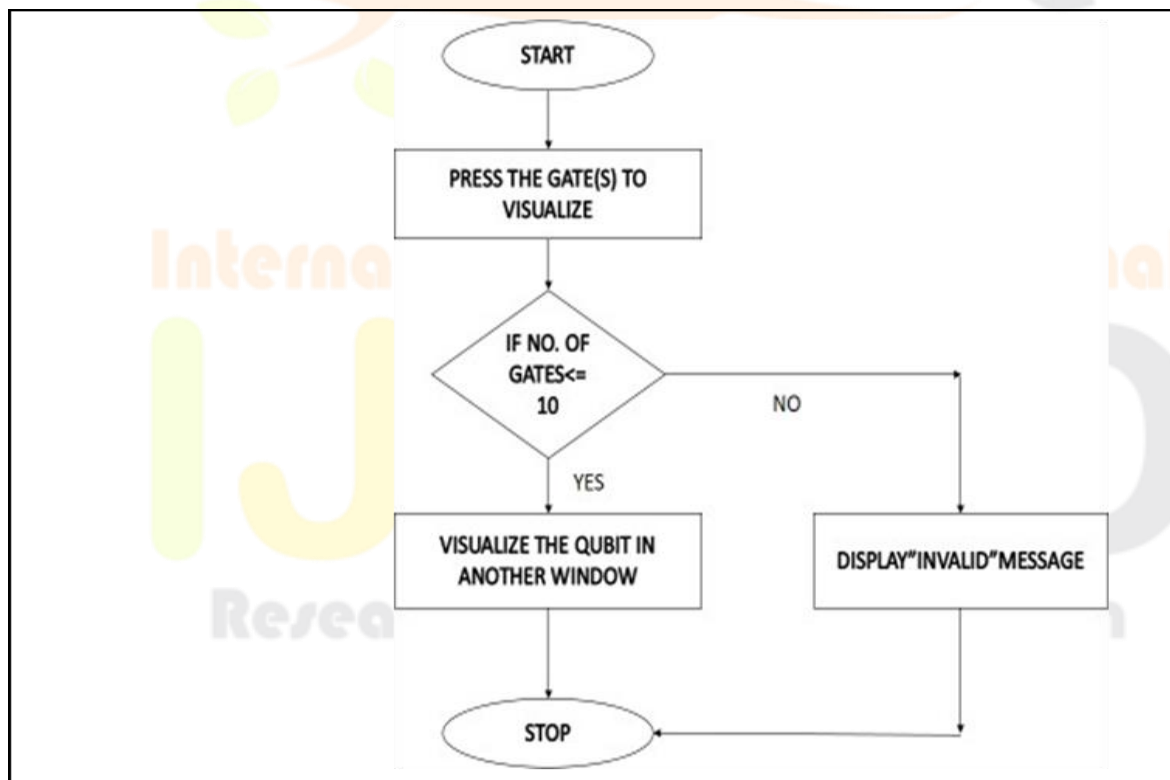 START
PRESS THE GATE(S) TO
VISUALIZE
IF NO. OF
GATES<=
10
NO
YES
VISUALIZE THE QUBIT IN
ANOTHER WINDOW
DISPLAY”INVALID”MESSAGE
STOP